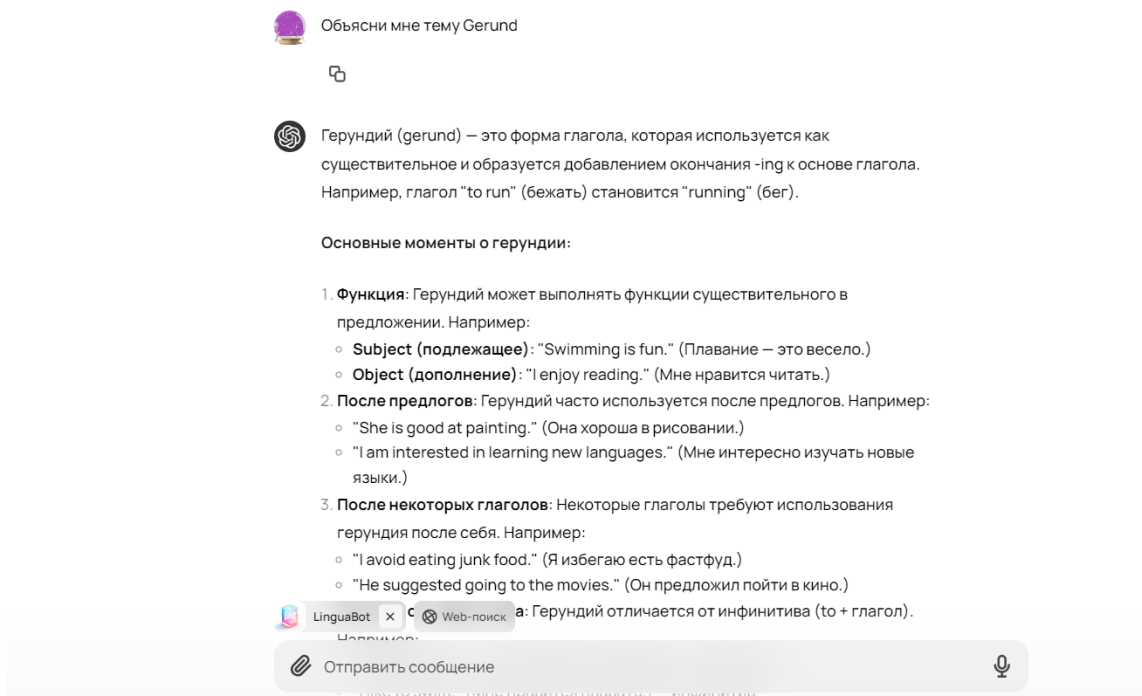 Объясни мне тему Gerund
Герундий (gerund) — это форма глагола, которая используется как
существительное и образуется добавлением окончания -ing к основе глагола.
Например, глагол "to run" (бежать) становится "running" (бег).
Основные моменты о герундии:
1. Функция: Герундий может выполнять функции существительного в
предложении. Например:
Subject (подлежащее): "Swimming is fun." (Плавание — это весело.)
Object (дополнение): "I enjoy reading." (Мне нравится читать.)
2. После предлогов: Герундий часто используется после предлогов. Например:
"She is good at painting." (Она хороша в рисовании.)
"I am interested in learning new languages." (Мне интересно изучать новые
языки.)
3. После некоторых глаголов: Некоторые глаголы требуют использования
герундия после себя. Например:
"I avoid eating junk food." (Я избегаю есть фастфуд.)
"He suggested going to the movies." (Он предложил пойти в кино.)
LinguaBot Web-поиск а: Герундий отличается от инфинитива (to + глагол).
Например:
Отправить сообщение